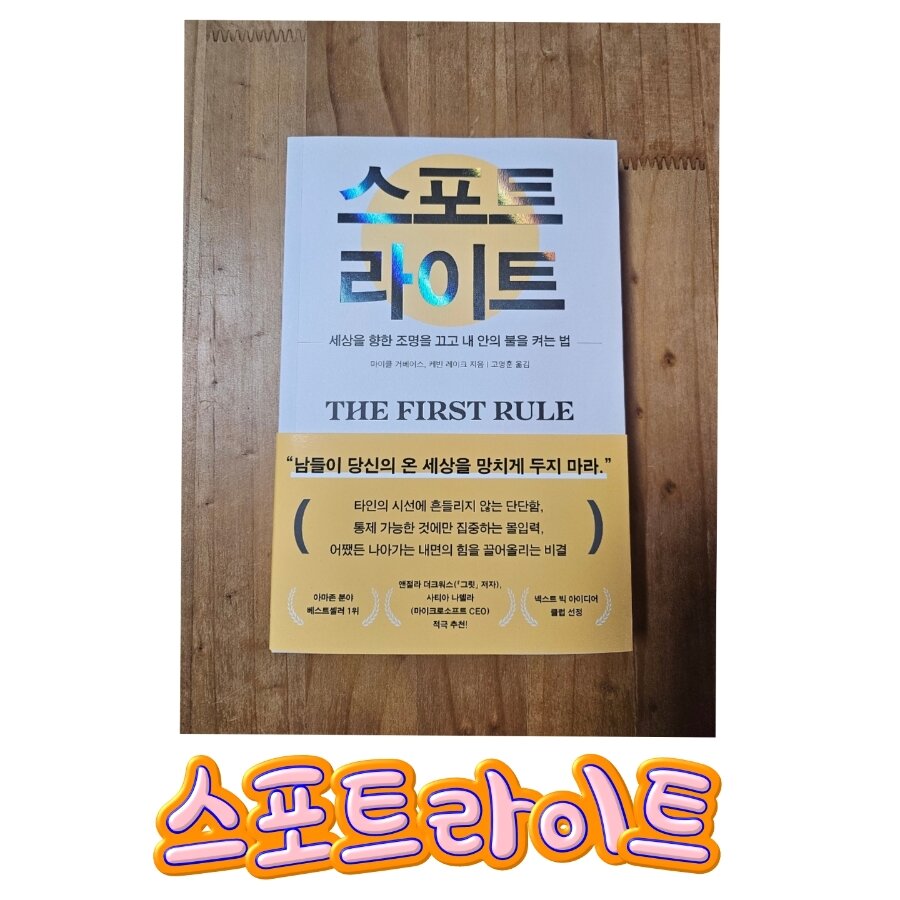 스포트
라이트
세상을 향한 조명을 끄고 내 안의 불을 켜는 법
마이클 거베이스, 케빈 레이크 지음 | 고영훈 옮김
THE FIRST RULE
“남들이 당신의 온 세상을 망치게 두지 마라.”
타인의 시선에 흔들리지 않는 단단함,
통제 가능한 것에만 집중하는 몰입력,
어쨌든 나아가는 내면의 힘을 끌어올리는 비결
아마존 분야
베스트셀러 1위
앤절라 더크워스(「그릿」 저자),
사티아 나델라
(마이크로소프트 CEO)
적극 추천!
넥스트 빅 아이디어
클럽 선정
스포트라이트